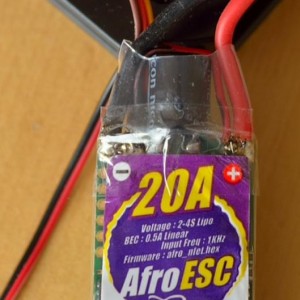 20A
Voltage : 2-4S Lipo
BEC : 0.5A Linear
Input Freq : 1KHz
Firmware : afro_nfet.hex
Afro ESC